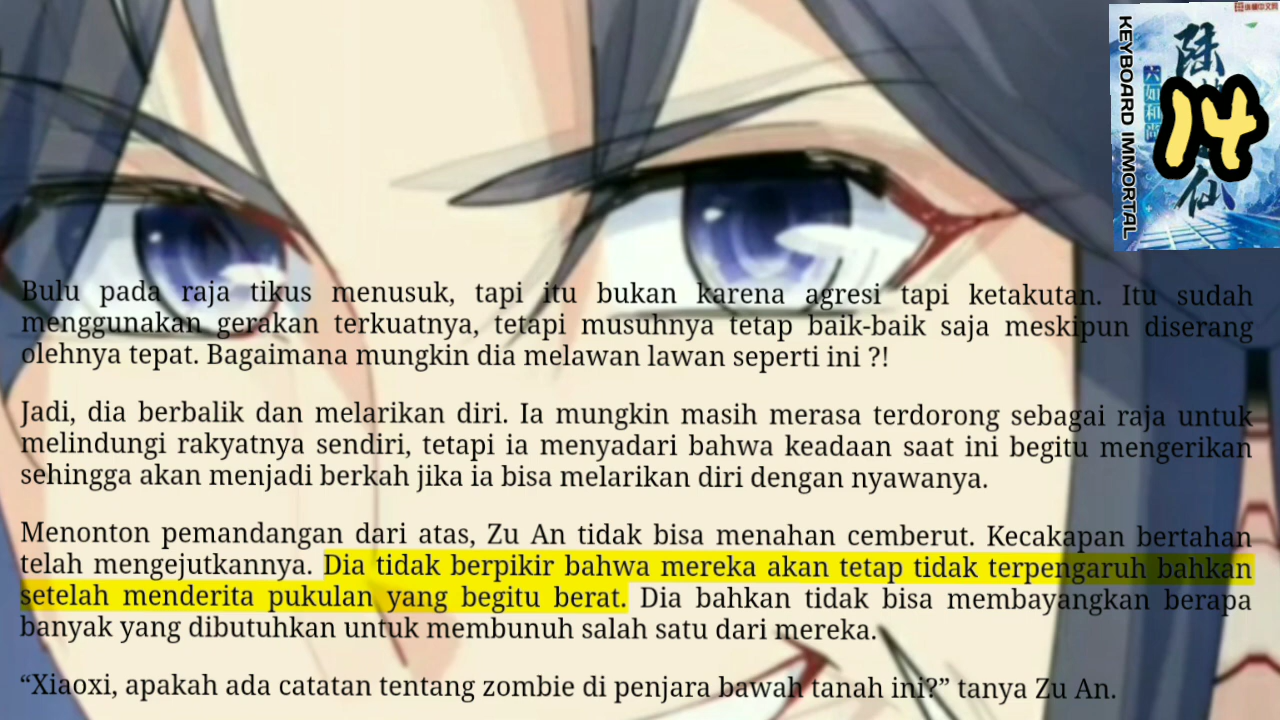 KEYBOARD IMMORTAL
14
仙
六如和尚
Bulu pada raja tikus menusuk, tapi itu bukan karena agresi tapi ketakutan. Itu sudah
menggunakan gerakan terkuatnya, tetapi musuhnya tetap baik-baik saja meskipun diserang
olehnya tepat. Bagaimana mungkin dia melawan lawan seperti ini ?!
Jadi, dia berbalik dan melarikan diri. Ia mungkin masih merasa terdorong sebagai raja untuk
melindungi rakyatnya sendiri, tetapi ia menyadari bahwa keadaan saat ini begitu mengerikan
sehingga akan menjadi berkah jika ia bisa melarikan diri dengan nyawanya.
Menonton pemandangan dari atas, Zu An tidak bisa menahan cemberut. Kecakapan bertahan
telah mengejutkannya. Dia tidak berpikir bahwa mereka akan tetap tidak terpengaruh bahkan
setelah menderita pukulan yang begitu berat. Dia bahkan tidak bisa membayangkan berapa
banyak yang dibutuhkan untuk membunuh salah satu dari mereka.
“Xiaoxi, apakah ada catatan tentang zombie di penjara bawah tanah ini?” tanya Zu An.